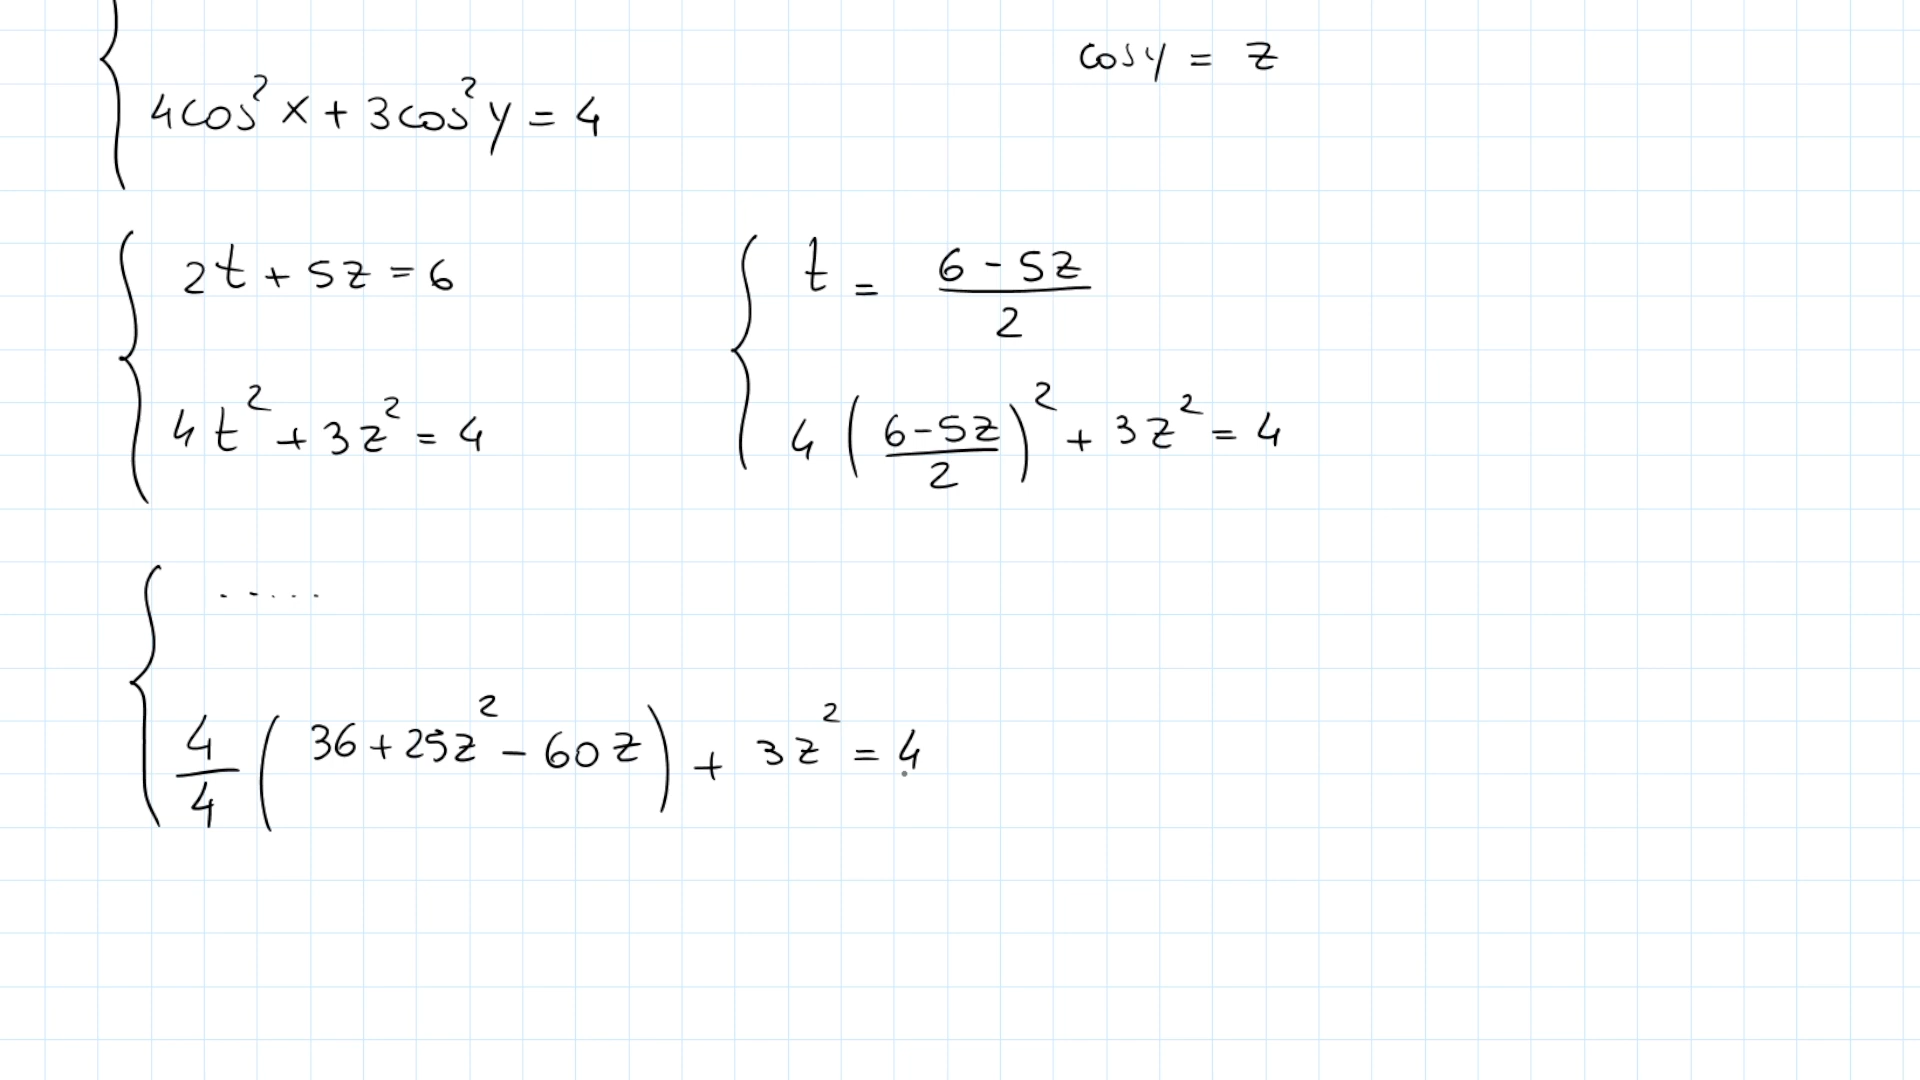 cosy = z
4cos²x + 3cos²y = 4
2t + 5z = 6
4t² + 3z² = 4
t = (6 - 5z)/2
4((6-5z)/2)² + 3z² = 4
.....
4/4 (36 + 25z² - 60z) + 3z² = 4